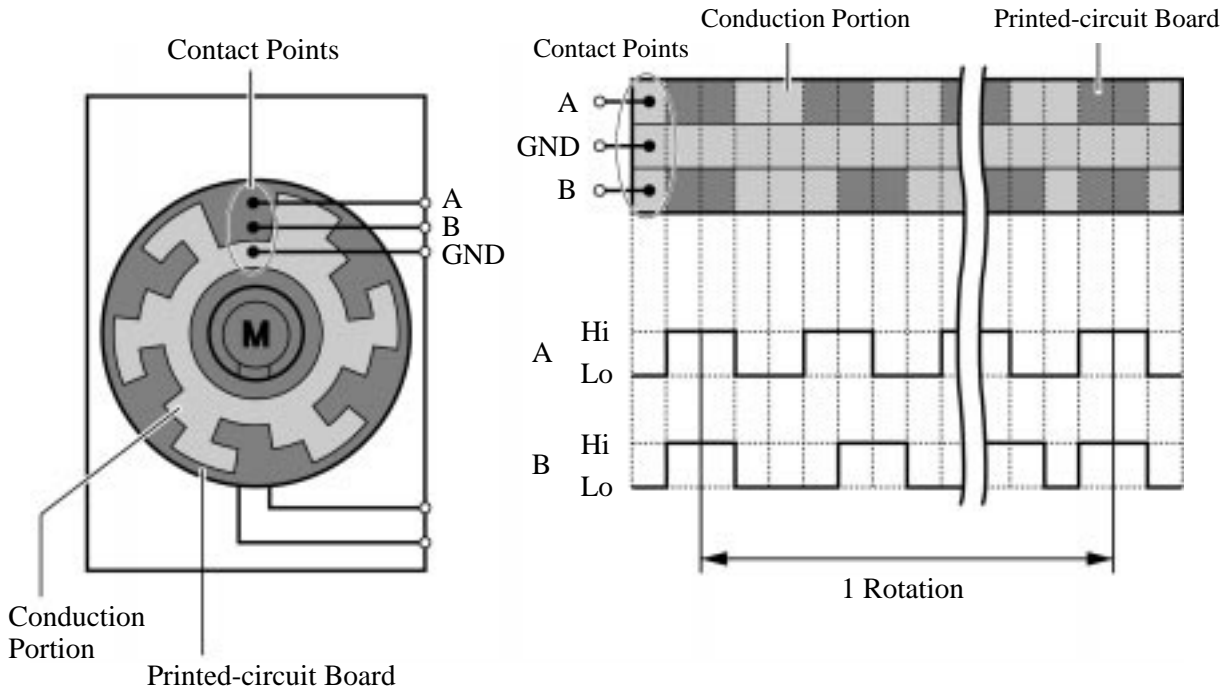 Contact Points
A
B
GND
M
Conduction
Portion
Printed-circuit Board
Conduction Portion
Printed-circuit Board
Contact Points
A
GND
B
A
Hi
Lo
B
Hi
Lo
1 Rotation